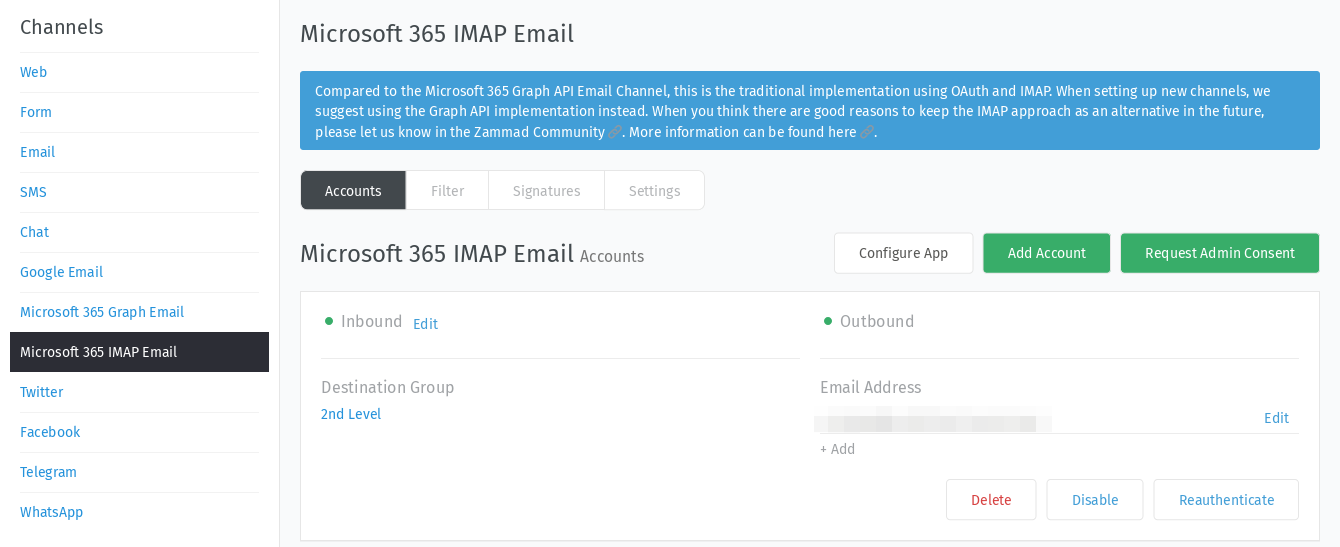 Channels
Web
Form
Email
SMS
Chat
Google Email
Microsoft 365 Graph Email
Microsoft 365 IMAP Email
Twitter
Facebook
Telegram
WhatsApp
Microsoft 365 IMAP Email
Compared to the Microsoft 365 Graph API Email Channel, this is the traditional implementation using OAuth and IMAP. When setting up new channels, we
suggest using the Graph API implementation instead. When you think there are good reasons to keep the IMAP approach as an alternative in the future,
please let us know in the Zammad Community 🔗. More information can be found here 🔗.
Accounts Filter Signatures Settings
Microsoft 365 IMAP Email Accounts
Configure App Add Account Request Admin Consent
Inbound Edit
Destination Group
2nd Level
Outbound
Email Address
Edit
+ Add
Delete Disable Reauthenticate